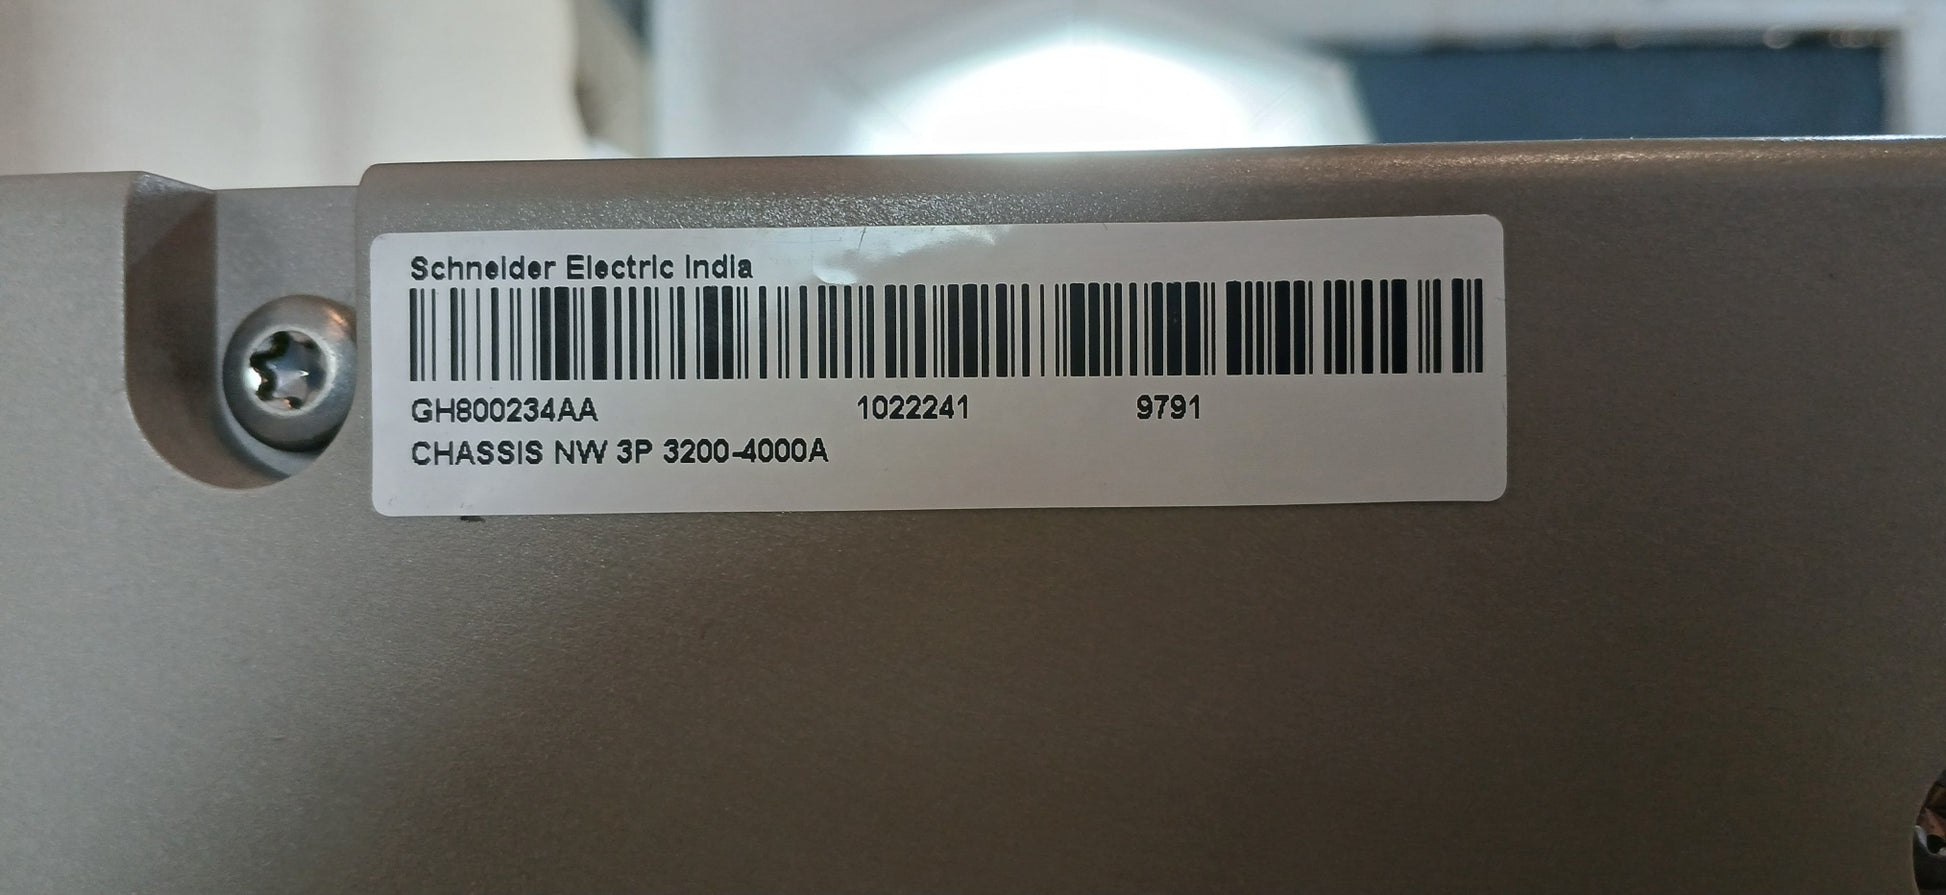 Schneider Electric India
GH800234AA 1022241 9791
CHASSIS NW 3P 3200-4000A